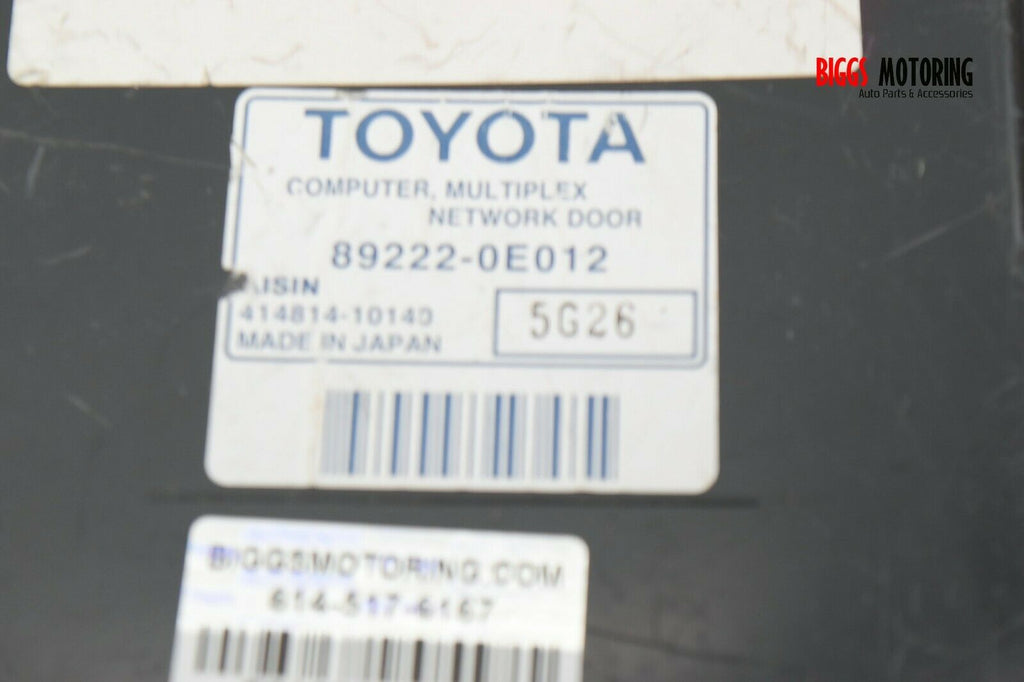 BIGGS MOTORING
Auto Parts & Accessories
TOYOTA
COMPUTER, MULTIPLEX
NETWORK DOOR
89222-0E012
AISIN
414814-10140
5G26
MADE IN JAPAN
BIGGSMOTORING.COM
614-517-6167